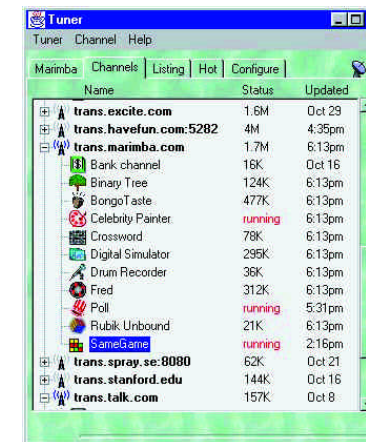 Tuner
Tuner Channel Help
Marimba Channels Listing Hot Configure
Name Status Updated
trans.excite.com 1.6M Oct 29
trans.havefun.com:5282 4M 4:35pm
trans.marimba.com 1.7M 6:13pm
Bank channel 16K Oct 16
Binary Tree 124K 6:13pm
BongoTaste 477K 6:13pm
Celebrity Painter running 6:13pm
Crossword 78K 6:13pm
Digital Simulator 295K 6:13pm
Drum Recorder 36K 6:13pm
Fred 312K 6:13pm
Poll running 5:31pm
Rubik Unbound 21K 6:13pm
SameGame running 2:16pm
trans.spray.se:8080 62K Oct 21
trans.stanford.edu 144K Oct 16
trans.talk.com 157K Oct 8